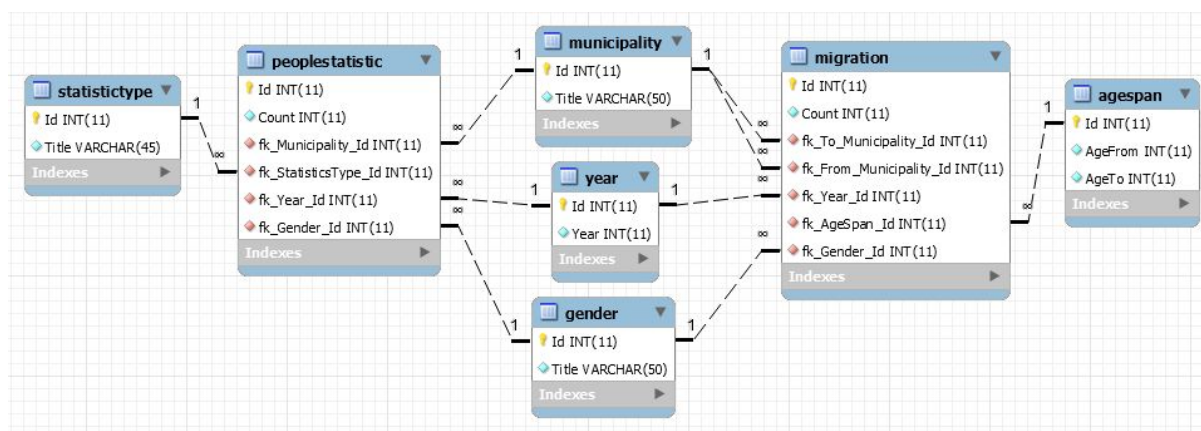 statistictype
Id INT(11)
Title VARCHAR(45)
Indexes
1
∞
peoplestatistic
Id INT(11)
Count INT(11)
fk_Municipality_Id INT(11)
fk_StatisticsType_Id INT(11)
fk_Year_Id INT(11)
fk_Gender_Id INT(11)
Indexes
∞
∞
∞
1
1
1
municipality
Id INT(11)
Title VARCHAR(50)
Indexes
1
year
Id INT(11)
Year INT(11)
Indexes
1
gender
Id INT(11)
Title VARCHAR(50)
Indexes
1
∞
∞
∞
∞
migration
Id INT(11)
Count INT(11)
fk_To_Municipality_Id INT(11)
fk_From_Municipality_Id INT(11)
fk_Year_Id INT(11)
fk_AgeSpan_Id INT(11)
fk_Gender_Id INT(11)
Indexes
∞
1
agespan
Id INT(11)
AgeFrom INT(11)
AgeTo INT(11)
Indexes